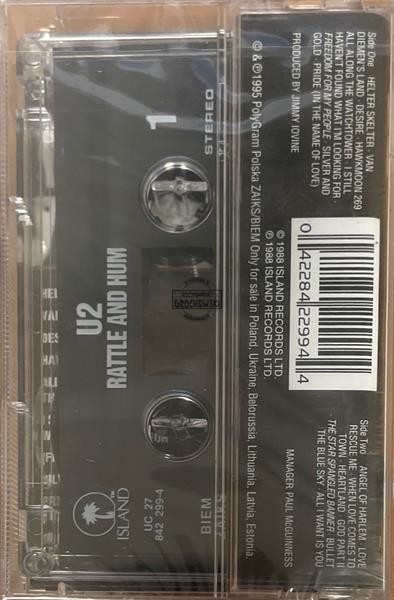 Side One HELTER SKELTER · VAN
DIEMEN'S LAND · DESIRE · HAWKMOON 269
ALL ALONG THE WATCHTOWER · I STILL
HAVEN'T FOUND WHAT I'M LOOKING FOR ·
FREEDOM FOR MY PEOPLE · SILVER AND
GOLD · PRIDE (IN THE NAME OF LOVE)
PRODUCED BY JIMMY IOVINE
© 1988 ISLAND RECORDS LTD.
℗ 1988 ISLAND RECORDS LTD.
0 42284 22994 4
Side Two ANGEL OF HARLEM · LOVE
RESCUE ME · WHEN LOVE COMES TO
TOWN · HEARTLAND · GOD PART II
THE STAR SPANGLED BANNER · BULLET
THE BLUE SKY · ALL I WANT IS YOU
MANAGER PAUL McGUINNESS
© & ℗ 1995 PolyGram Polska ZAIKS/BIEM Only for sale in Poland, Ukraine, Belorussia, Lithuania, Latvia, Estonia.
STEREO
1
U2
RATTLE AND HUM
GROCHOWSKI
ISLAND
UC 27
842 299-4
BIEM